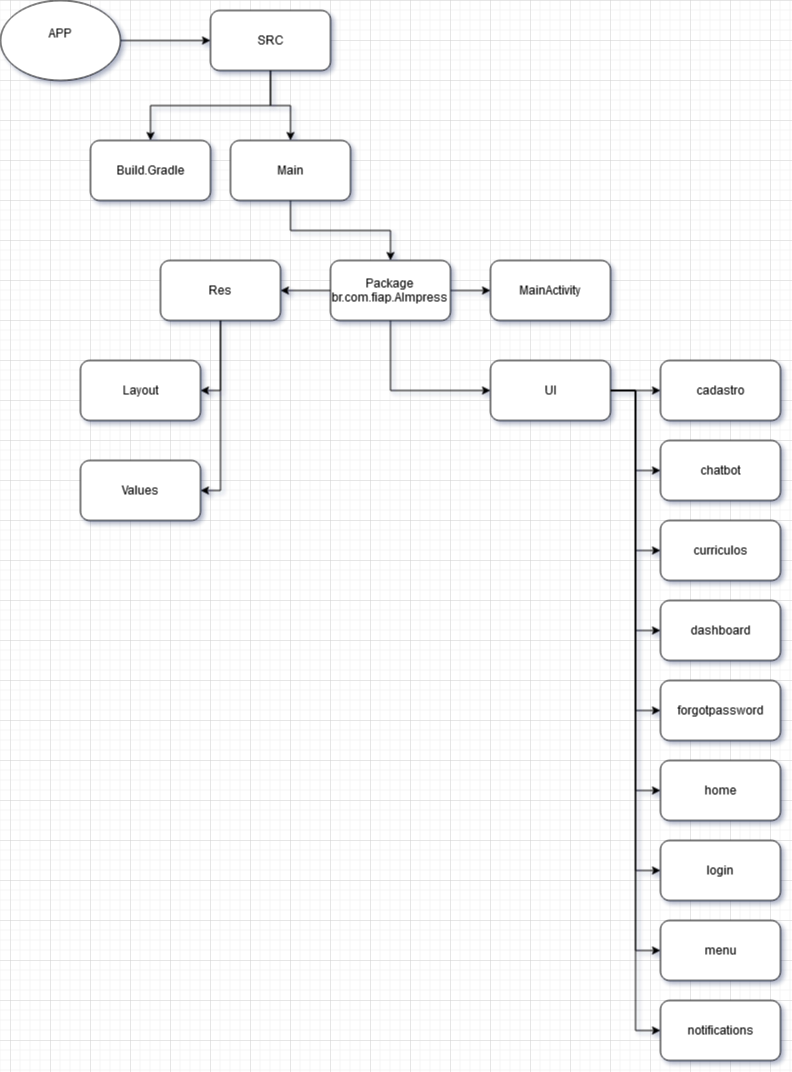 APP
SRC
Build.Gradle
Main
Res
Package
br.com.fiap.AImpress
MainActivity
Layout
UI
cadastro
chatbot
Values
curriculos
dashboard
forgotpassword
home
login
menu
notifications